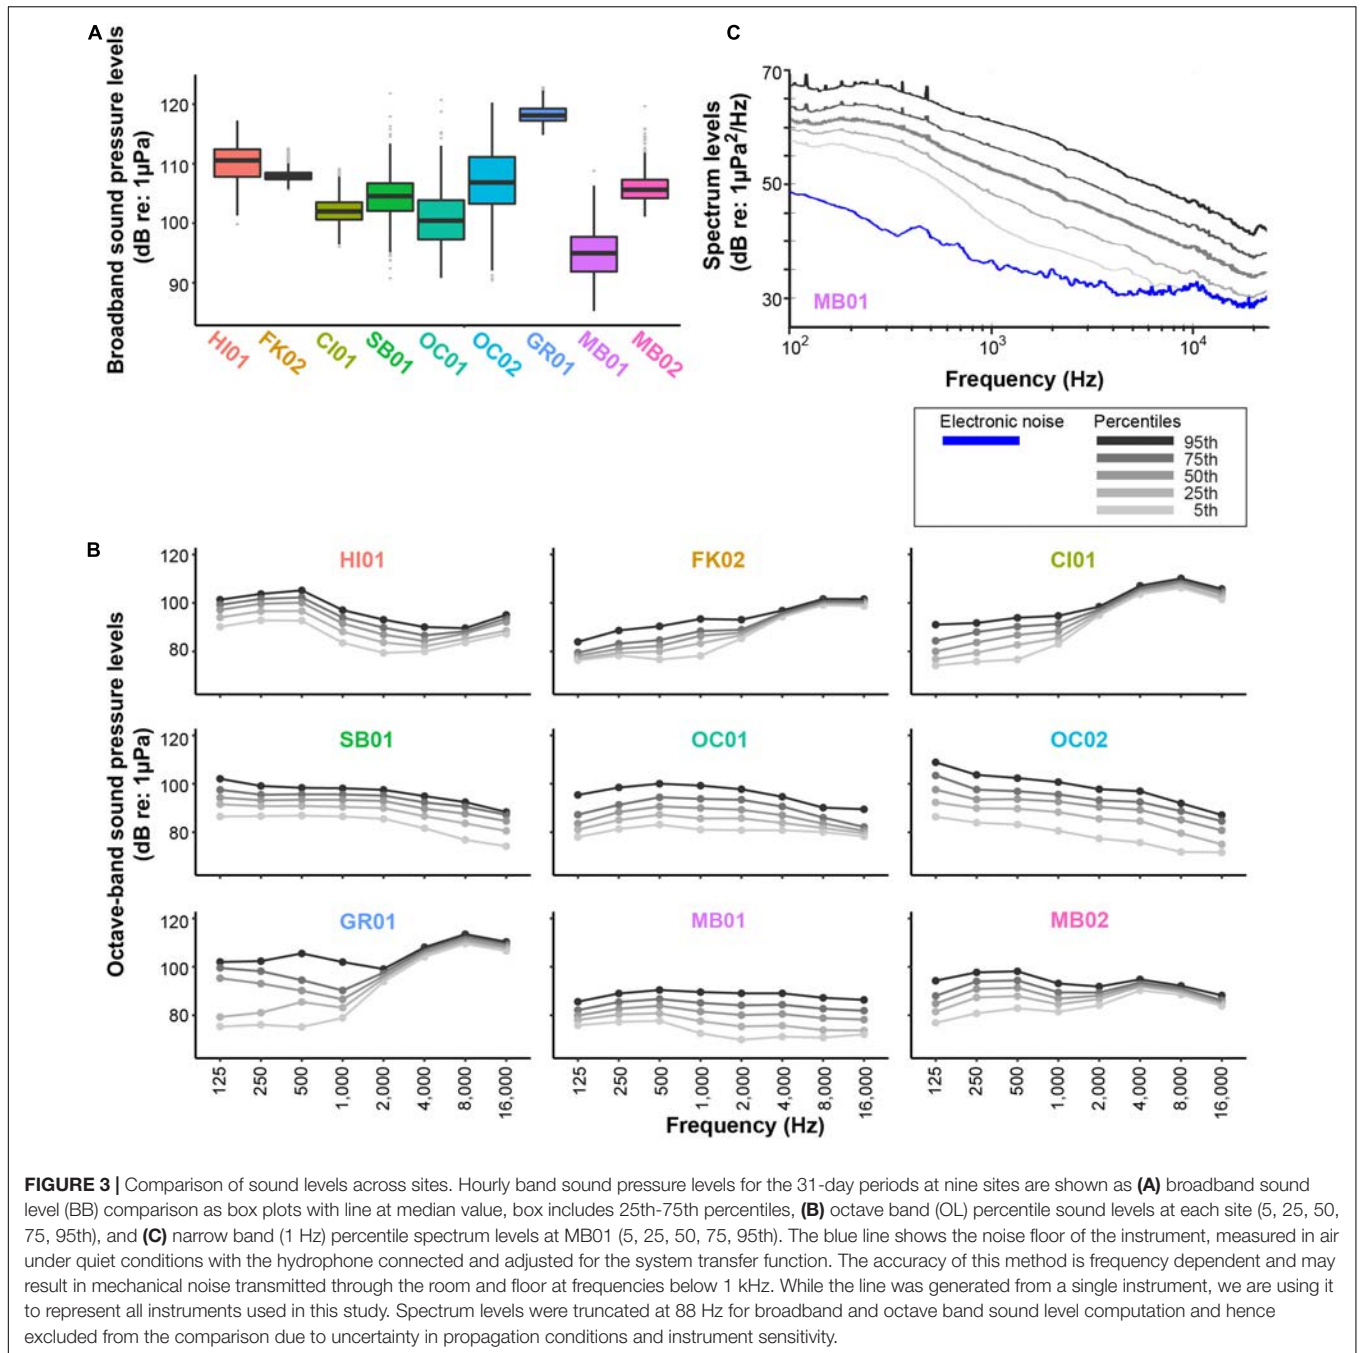 A
Broadband sound pressure levels
(dB re: 1µPa)
120
110
100
90
HI01
FK02
CI01
SB01
OC01
OC02
GR01
MB01
MB02
C
Spectrum levels
(dB re: 1µPa²/Hz)
70
50
30
MB01
10²
10³
10⁴
Frequency (Hz)
Electronic noise
Percentiles
95th
75th
50th
25th
5th
B
Octave-band sound pressure levels
(dB re: 1µPa)
120
100
80
HI01
FK02
CI01
120
100
80
SB01
OC01
OC02
120
100
80
GR01
MB01
MB02
125
250
500
1,000
2,000
4,000
8,000
16,000
125
250
500
1,000
2,000
4,000
8,000
16,000
125
250
500
1,000
2,000
4,000
8,000
16,000
Frequency (Hz)
FIGURE 3 | Comparison of sound levels across sites. Hourly band sound pressure levels for the 31-day periods at nine sites are shown as (A) broadband sound
level (BB) comparison as box plots with line at median value, box includes 25th-75th percentiles, (B) octave band (OL) percentile sound levels at each site (5, 25, 50,
75, 95th), and (C) narrow band (1 Hz) percentile spectrum levels at MB01 (5, 25, 50, 75, 95th). The blue line shows the noise floor of the instrument, measured in air
under quiet conditions with the hydrophone connected and adjusted for the system transfer function. The accuracy of this method is frequency dependent and may
result in mechanical noise transmitted through the room and floor at frequencies below 1 kHz. While the line was generated from a single instrument, we are using it
to represent all instruments used in this study. Spectrum levels were truncated at 88 Hz for broadband and octave band sound level computation and hence
excluded from the comparison due to uncertainty in propagation conditions and instrument sensitivity.